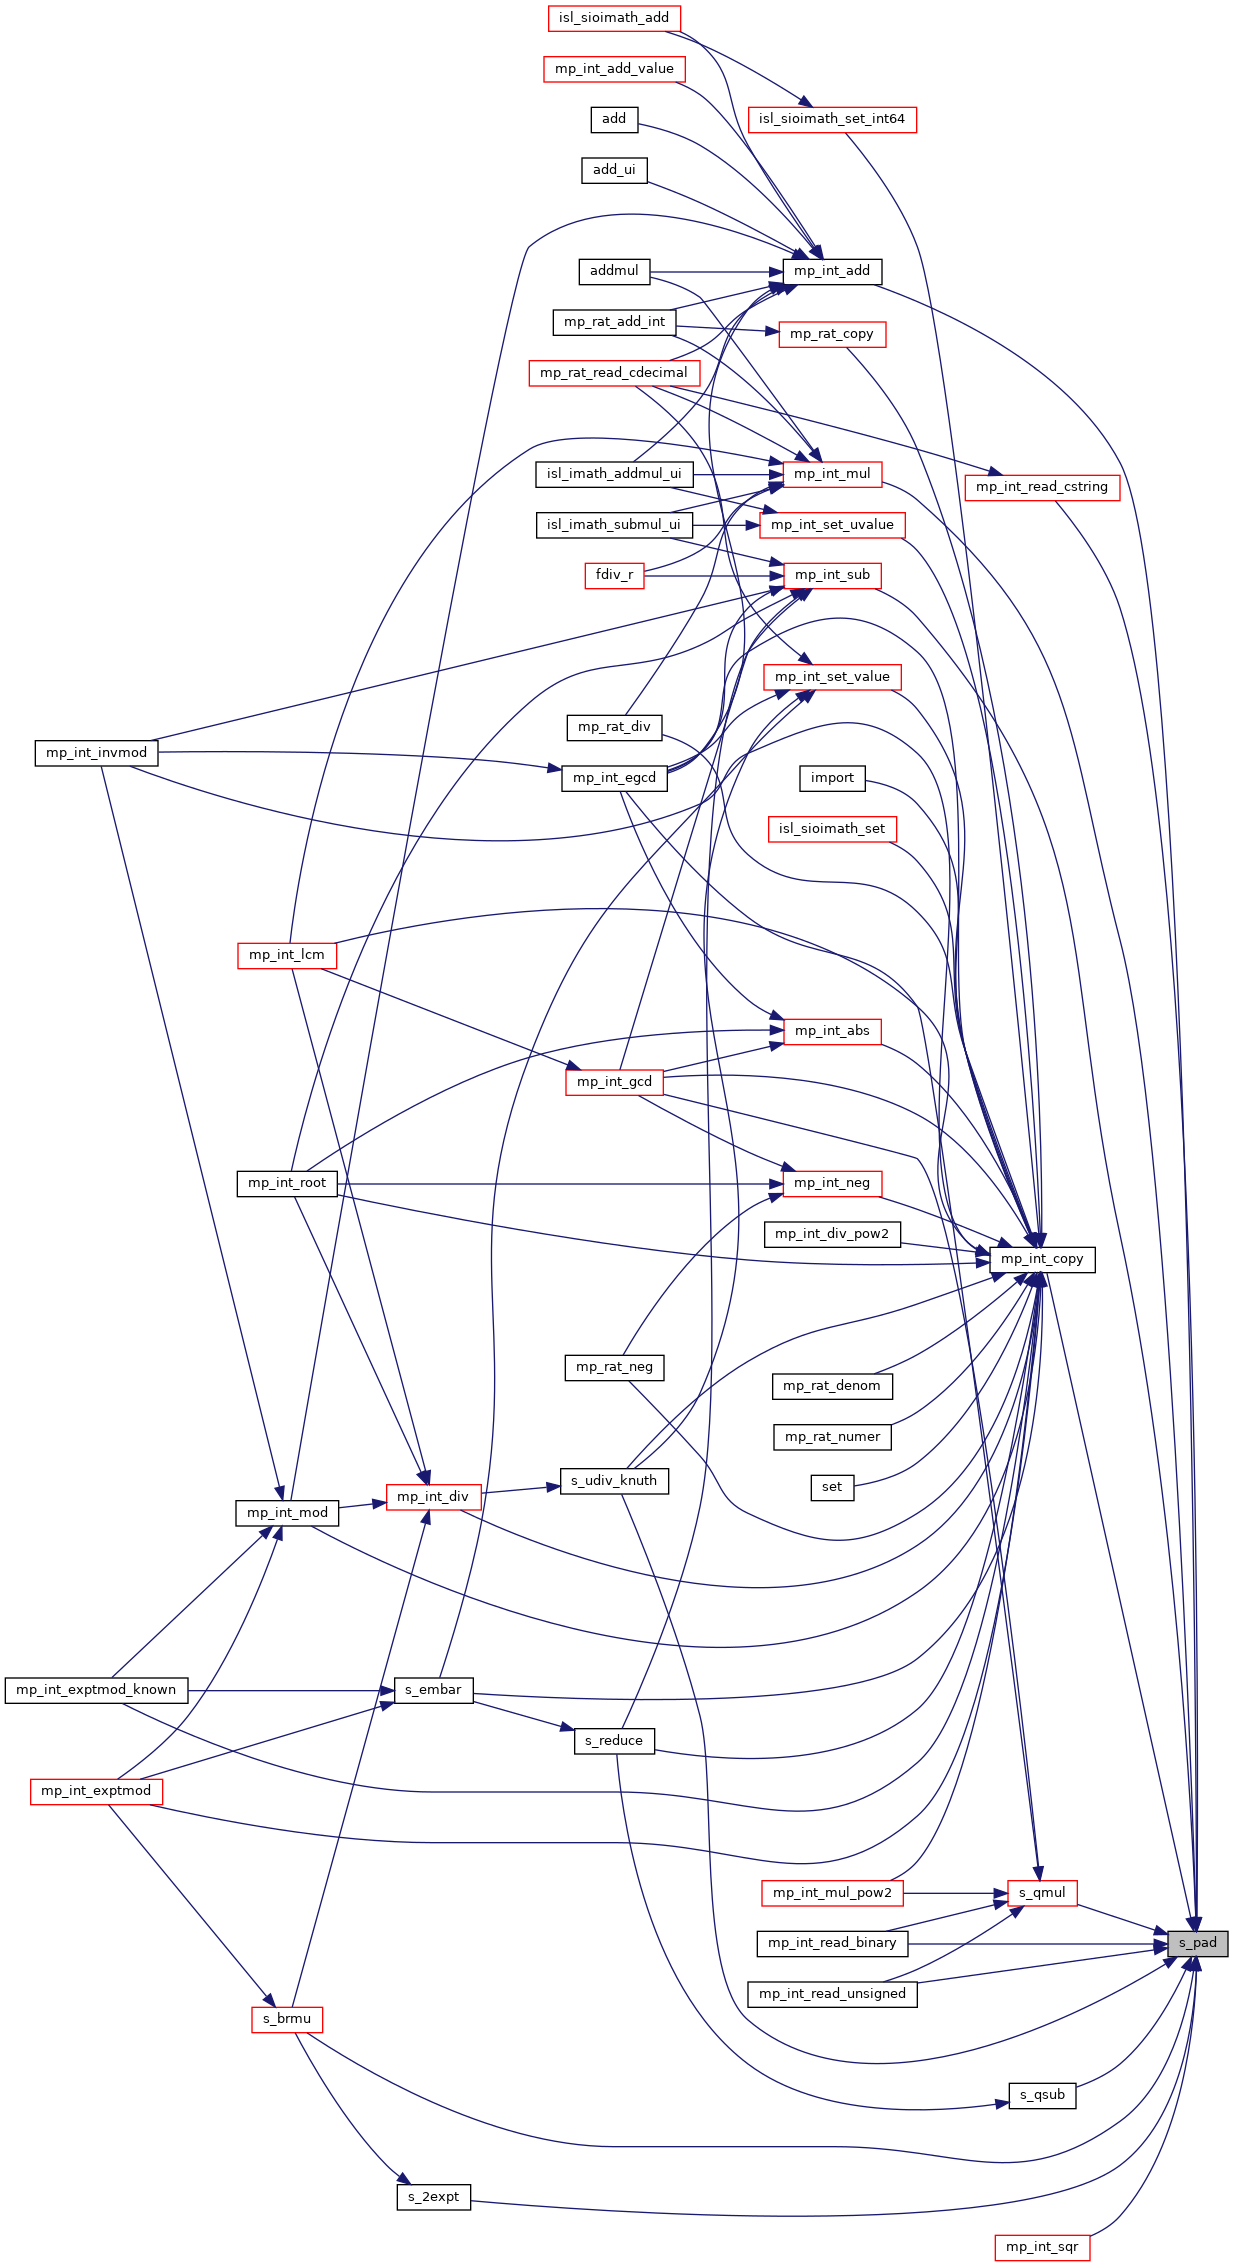 isl_sioimath_add
mp_int_add_value
add
isl_sioimath_set_int64
add_ui
mp_int_add
addmul
mp_rat_add_int
mp_rat_copy
mp_rat_read_cdecimal
isl_imath_addmul_ui
mp_int_mul
mp_int_read_cstring
isl_imath_submul_ui
mp_int_set_uvalue
fdiv_r
mp_int_sub
mp_int_set_value
mp_rat_div
mp_int_invmod
mp_int_egcd
import
isl_sioimath_set
mp_int_lcm
mp_int_abs
mp_int_gcd
mp_int_root
mp_int_neg
mp_int_div_pow2
mp_int_copy
mp_rat_neg
mp_rat_denom
mp_rat_numer
s_udiv_knuth
set
mp_int_div
mp_int_mod
mp_int_exptmod_known
s_embar
s_reduce
mp_int_exptmod
mp_int_mul_pow2
s_qmul
mp_int_read_binary
s_pad
mp_int_read_unsigned
s_brmu
s_qsub
s_2expt
mp_int_sqr